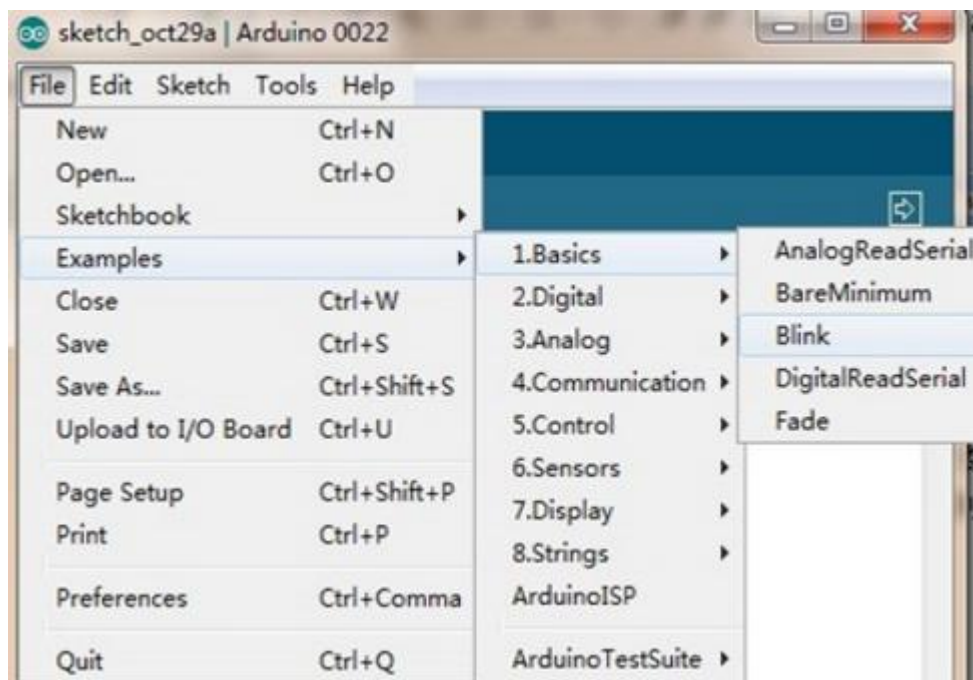 sketch_oct29a | Arduino 0022
File Edit Sketch Tools Help
New Ctrl+N
Open... Ctrl+O
Sketchbook
Examples
Close Ctrl+W
Save Ctrl+S
Save As... Ctrl+Shift+S
Upload to I/O Board Ctrl+U
Page Setup Ctrl+Shift+P
Print Ctrl+P
Preferences Ctrl+Comma
Quit Ctrl+Q
1.Basics
2.Digital
3.Analog
4.Communication
5.Control
6.Sensors
7.Display
8.Strings
ArduinoISP
ArduinoTestSuite
AnalogReadSerial
BareMinimum
Blink
DigitalReadSerial
Fade